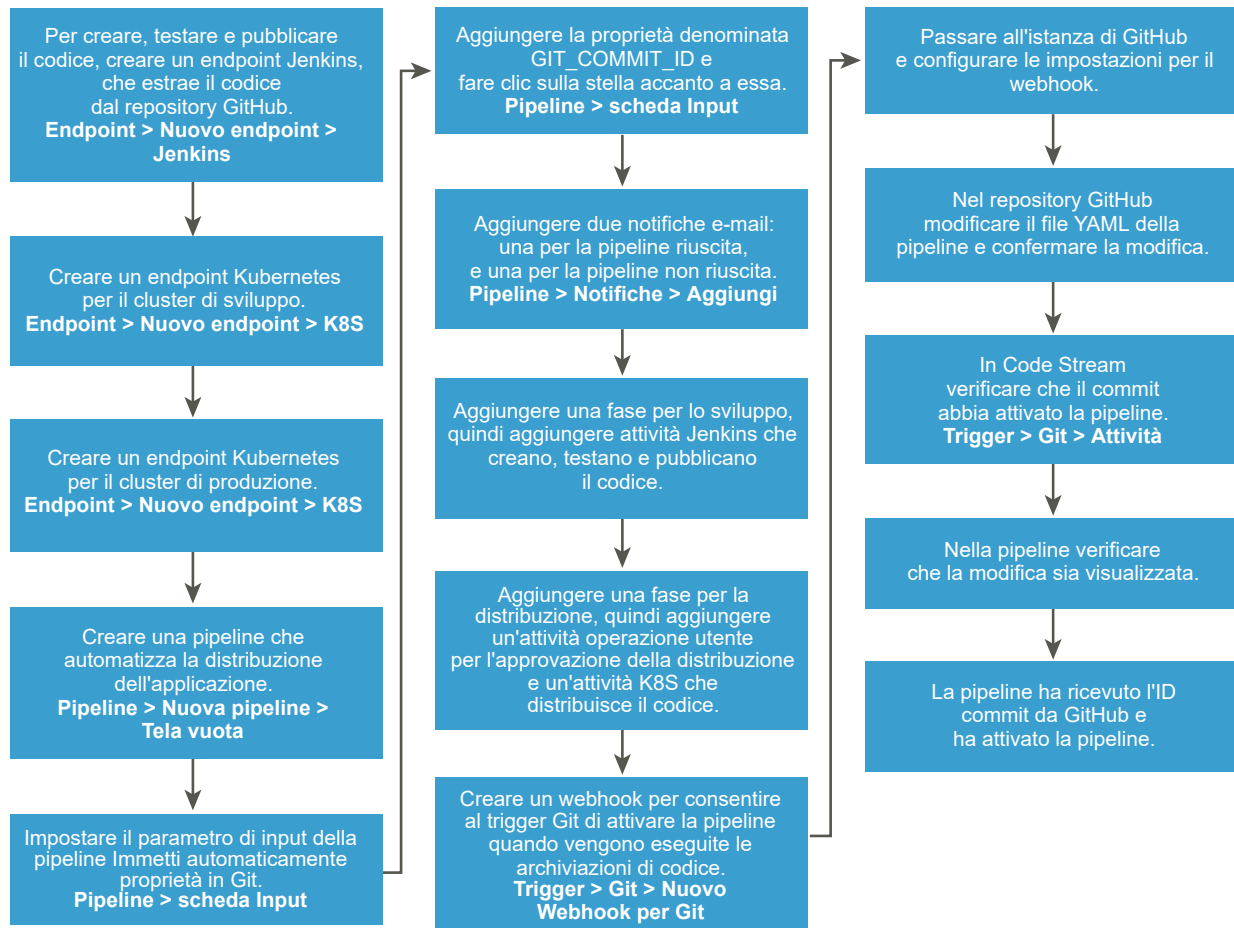 Per creare, testare e pubblicare
il codice, creare un endpoint Jenkins,
che estrae il codice
dal repository GitHub.
Endpoint > Nuovo endpoint >
Jenkins
Creare un endpoint Kubernetes
per il cluster di sviluppo.
Endpoint > Nuovo endpoint > K8S
Creare un endpoint Kubernetes
per il cluster di produzione.
Endpoint > Nuovo endpoint > K8S
Creare una pipeline che
automatizza la distribuzione
dell'applicazione.
Pipeline > Nuova pipeline >
Tela vuota
Impostare il parametro di input della
pipeline Immetti automaticamente
proprietà in Git.
Pipeline > scheda Input
Aggiungere la proprietà denominata
GIT_COMMIT_ID e
fare clic sulla stella accanto a essa.
Pipeline > scheda Input
Aggiungere due notifiche e-mail:
una per la pipeline riuscita,
e una per la pipeline non riuscita.
Pipeline > Notifiche > Aggiungi
Aggiungere una fase per lo sviluppo,
quindi aggiungere attività Jenkins che
creano, testano e pubblicano
il codice.
Aggiungere una fase per la
distribuzione, quindi aggiungere
un'attività operazione utente
per l'approvazione della distribuzione
e un'attività K8S che
distribuisce il codice.
Creare un webhook per consentire
al trigger Git di attivare la pipeline
quando vengono eseguite le
archiviazioni di codice.
Trigger > Git > Nuovo
Webhook per Git
Passare all'istanza di GitHub
e configurare le impostazioni per il
webhook.
Nel repository GitHub
modificare il file YAML della
pipeline e confermare la modifica.
In Code Stream
verificare che il commit
abbia attivato la pipeline.
Trigger > Git > Attività
Nella pipeline verificare
che la modifica sia visualizzata.
La pipeline ha ricevuto l'ID
commit da GitHub e
ha attivato la pipeline.